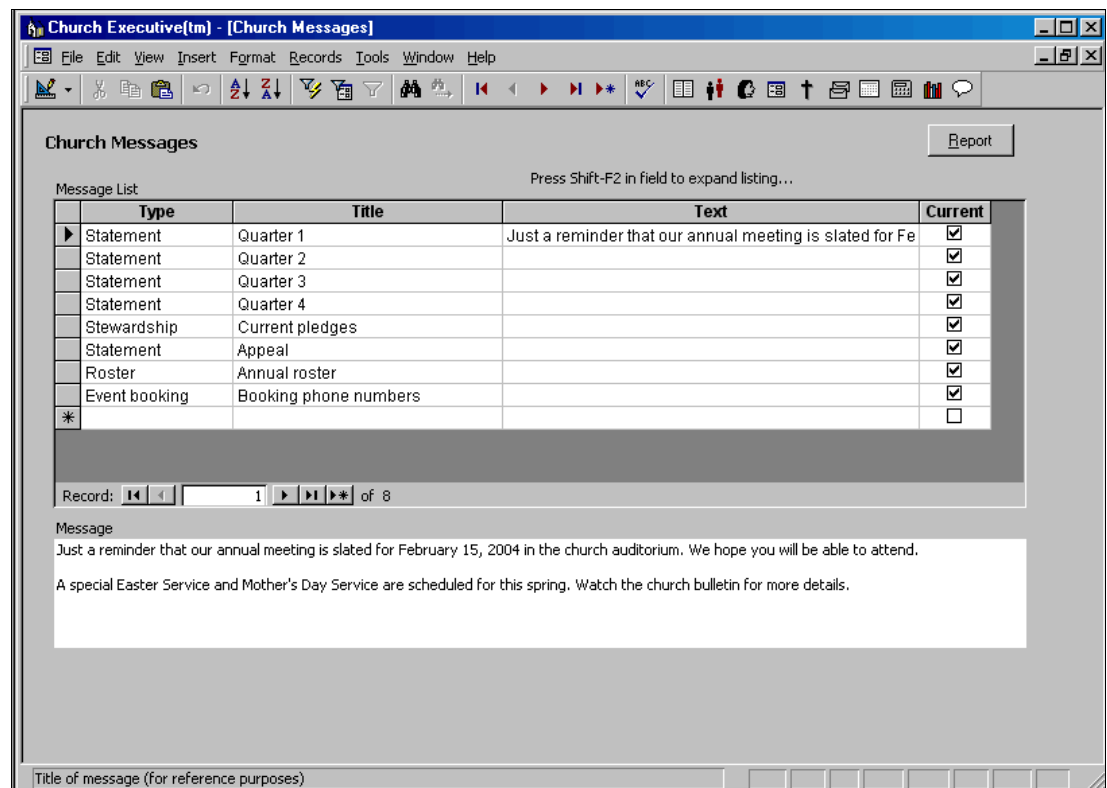 Church Executive(tm) - [Church Messages]
File Edit View Insert Format Records Tools Window Help
Church Messages
Report
Press Shift-F2 in field to expand listing...
Message List
Type Title Text Current
Statement Quarter 1 Just a reminder that our annual meeting is slated for Fe
Statement Quarter 2
Statement Quarter 3
Statement Quarter 4
Stewardship Current pledges
Statement Appeal
Roster Annual roster
Event booking Booking phone numbers
Record: 1 of 8
Message
Just a reminder that our annual meeting is slated for February 15, 2004 in the church auditorium. We hope you will be able to attend.
A special Easter Service and Mother's Day Service are scheduled for this spring. Watch the church bulletin for more details.
Title of message (for reference purposes)